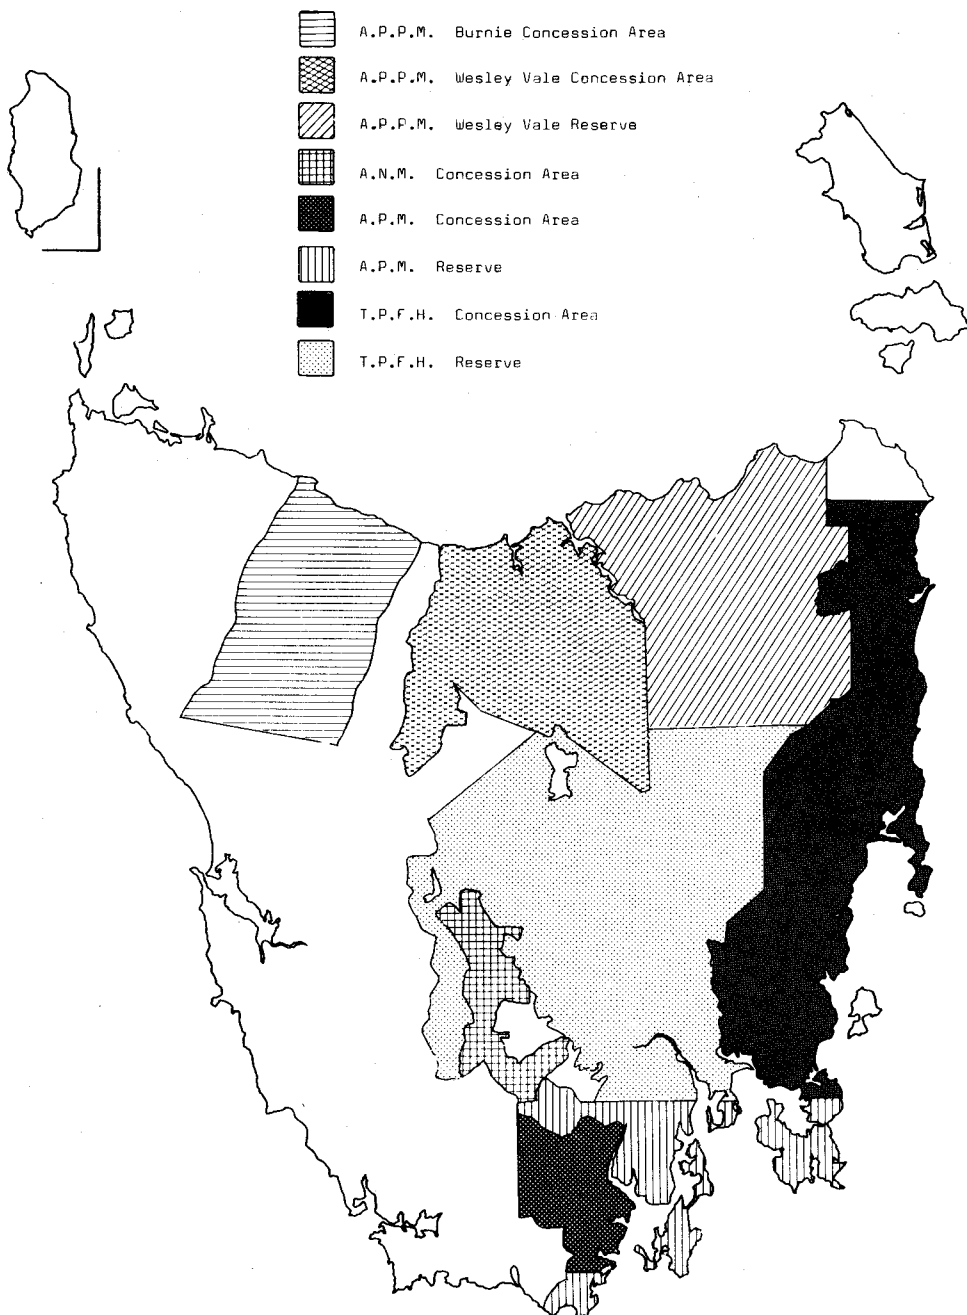 A.P.P.M. Burnie Concession Area
A.P.P.M. Wesley Vale Concession Area
A.P.P.M. Wesley Vale Reserve
A.N.M. Concession Area
A.P.M. Concession Area
A.P.M. Reserve
T.P.F.H. Concession Area
T.P.F.H. Reserve